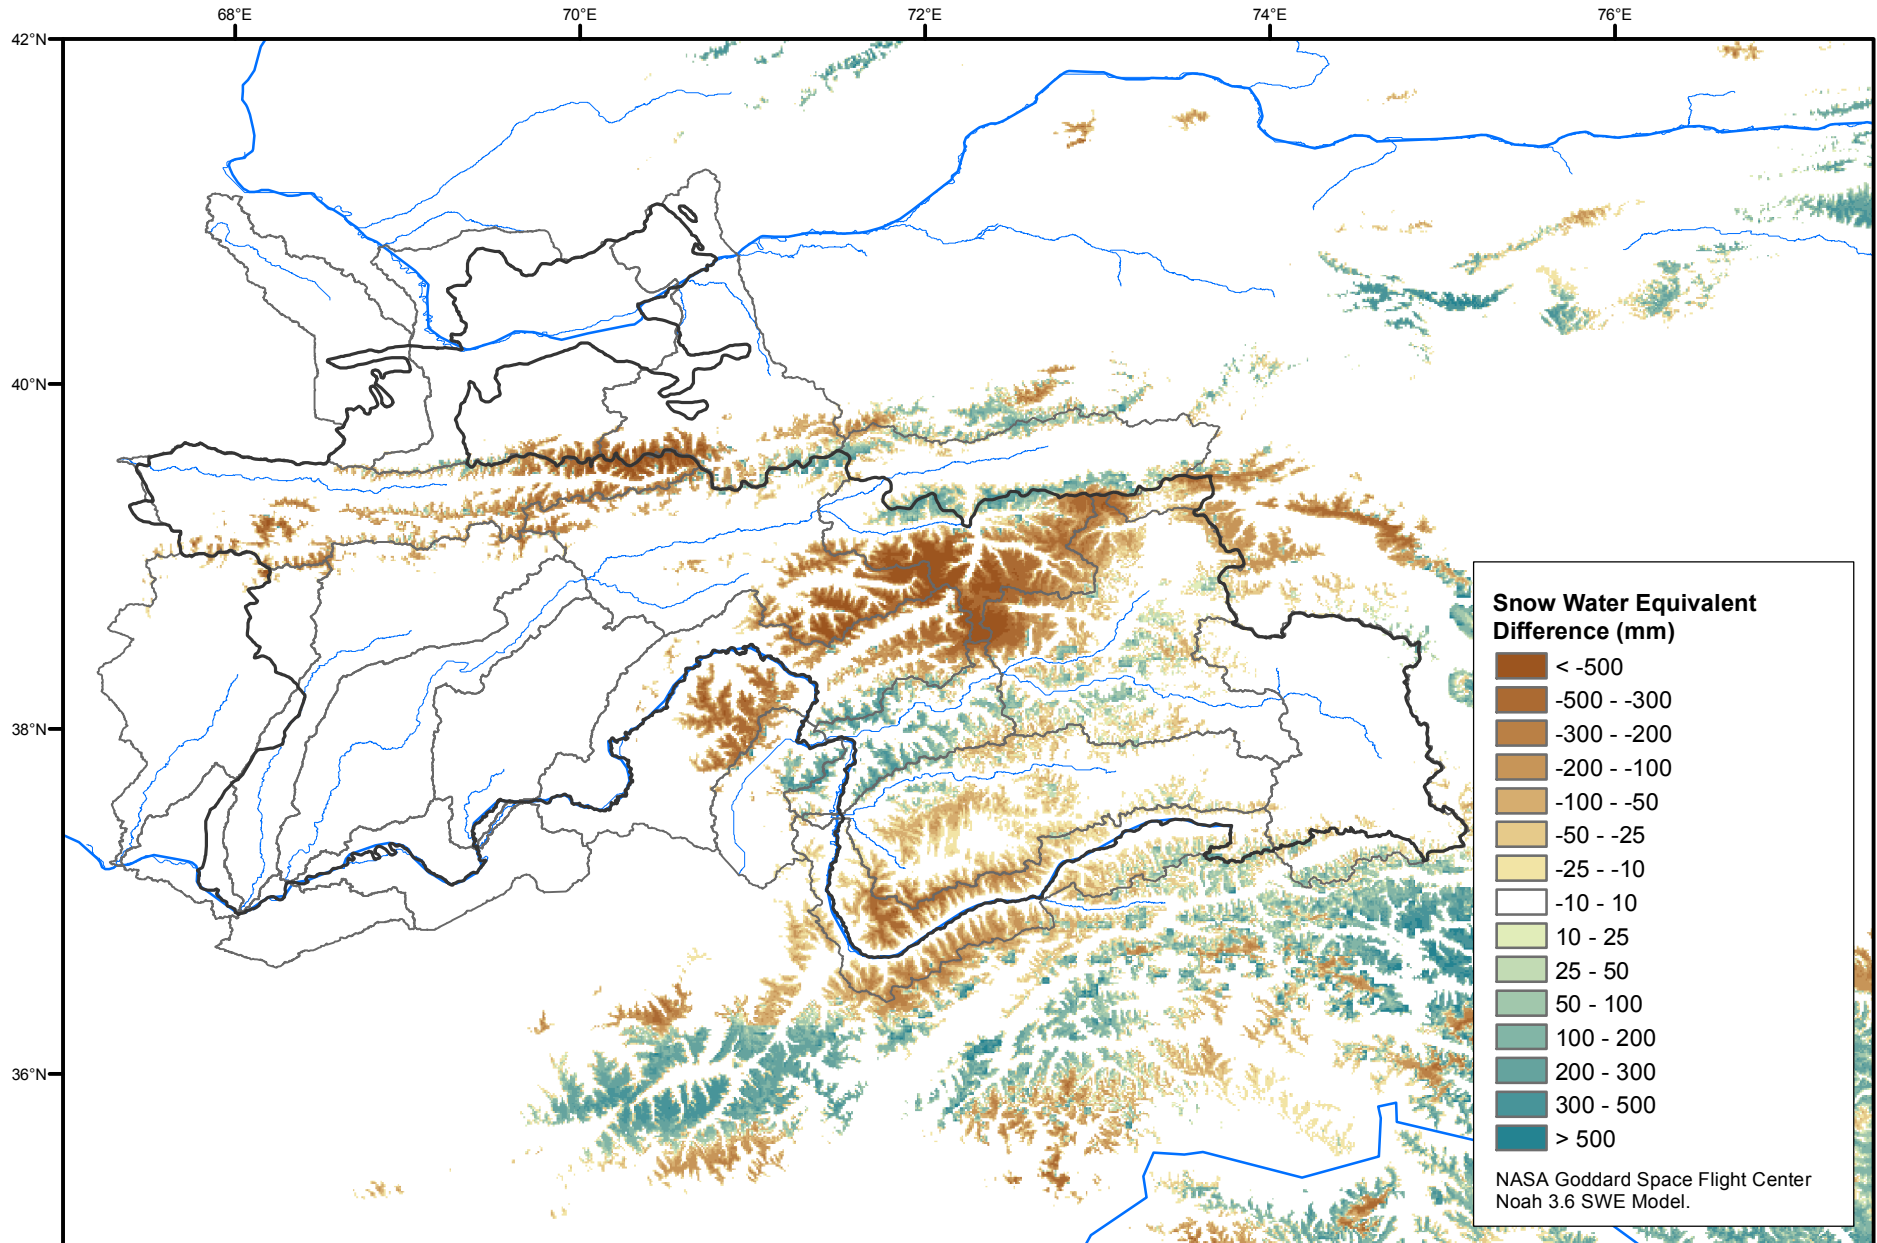 68°E
70°E
72°E
74°E
76°E
42°N
40°N
38°N
36°N
Snow Water Equivalent
Difference (mm)
< -500
-500 - -300
-300 - -200
-200 - -100
-100 - -50
-50 - -25
-25 - -10
-10 - 10
10 - 25
25 - 50
50 - 100
100 - 200
200 - 300
300 - 500
> 500
NASA Goddard Space Flight Center
Noah 3.6 SWE Model.